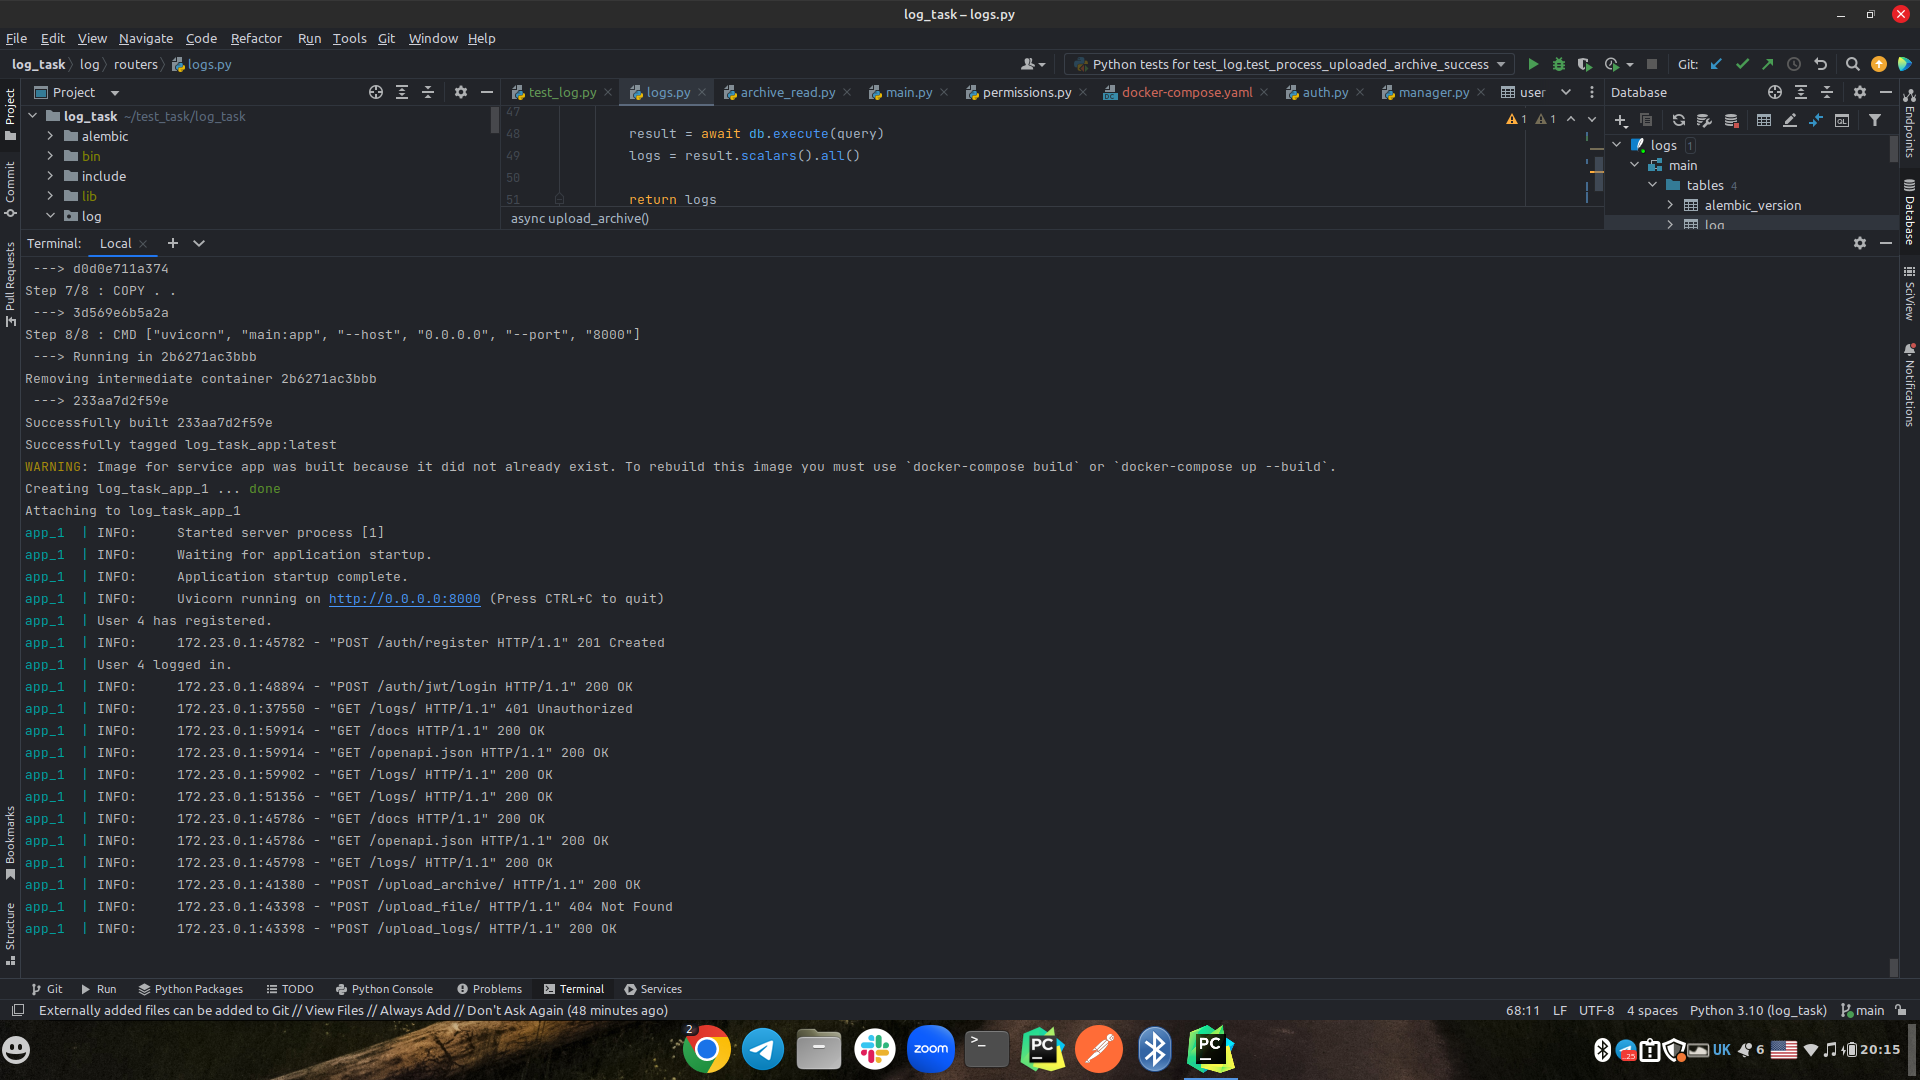 log_task – logs.py
File Edit View Navigate Code Refactor Run Tools Git Window Help
log_task log routers logs.py
Python tests for test_log.test_process_uploaded_archive_success
Git:
Project
test_log.py logs.py archive_read.py main.py permissions.py docker-compose.yaml auth.py manager.py user
Database
log_task ~/test_task/log_task
alembic
bin
include
lib
log
47
48 result = await db.execute(query)
49 logs = result.scalars().all()
50
51 return logs
async upload_archive()
1 1
logs 1
main
tables 4
alembic_version
log
Project
Commit
Pull Requests
Bookmarks
Structure
Endpoints
Database
SciView
Notifications
Terminal: Local
---> d0d0e711a374
Step 7/8 : COPY . .
---> 3d569e6b5a2a
Step 8/8 : CMD ["uvicorn", "main:app", "--host", "0.0.0.0", "--port", "8000"]
---> Running in 2b6271ac3bbb
Removing intermediate container 2b6271ac3bbb
---> 233aa7d2f59e
Successfully built 233aa7d2f59e
Successfully tagged log_task_app:latest
WARNING: Image for service app was built because it did not already exist. To rebuild this image you must use `docker-compose build` or `docker-compose up --build`.
Creating log_task_app_1 ... done
Attaching to log_task_app_1
app_1 | INFO: Started server process [1]
app_1 | INFO: Waiting for application startup.
app_1 | INFO: Application startup complete.
app_1 | INFO: Uvicorn running on http://0.0.0.0:8000 (Press CTRL+C to quit)
app_1 | User 4 has registered.
app_1 | INFO: 172.23.0.1:45782 - "POST /auth/register HTTP/1.1" 201 Created
app_1 | User 4 logged in.
app_1 | INFO: 172.23.0.1:48894 - "POST /auth/jwt/login HTTP/1.1" 200 OK
app_1 | INFO: 172.23.0.1:37550 - "GET /logs/ HTTP/1.1" 401 Unauthorized
app_1 | INFO: 172.23.0.1:59914 - "GET /docs HTTP/1.1" 200 OK
app_1 | INFO: 172.23.0.1:59914 - "GET /openapi.json HTTP/1.1" 200 OK
app_1 | INFO: 172.23.0.1:59902 - "GET /logs/ HTTP/1.1" 200 OK
app_1 | INFO: 172.23.0.1:51356 - "GET /logs/ HTTP/1.1" 200 OK
app_1 | INFO: 172.23.0.1:45786 - "GET /docs HTTP/1.1" 200 OK
app_1 | INFO: 172.23.0.1:45786 - "GET /openapi.json HTTP/1.1" 200 OK
app_1 | INFO: 172.23.0.1:45798 - "GET /logs/ HTTP/1.1" 200 OK
app_1 | INFO: 172.23.0.1:41380 - "POST /upload_archive/ HTTP/1.1" 200 OK
app_1 | INFO: 172.23.0.1:43398 - "POST /upload_file/ HTTP/1.1" 404 Not Found
app_1 | INFO: 172.23.0.1:43398 - "POST /upload_logs/ HTTP/1.1" 200 OK
Git Run Python Packages TODO Python Console Problems Terminal Services
Externally added files can be added to Git // View Files // Always Add // Don't Ask Again (48 minutes ago)
68:11 LF UTF-8 4 spaces Python 3.10 (log_task) main
2
zoom
>_
PC
PC
25
UK
6
20:15